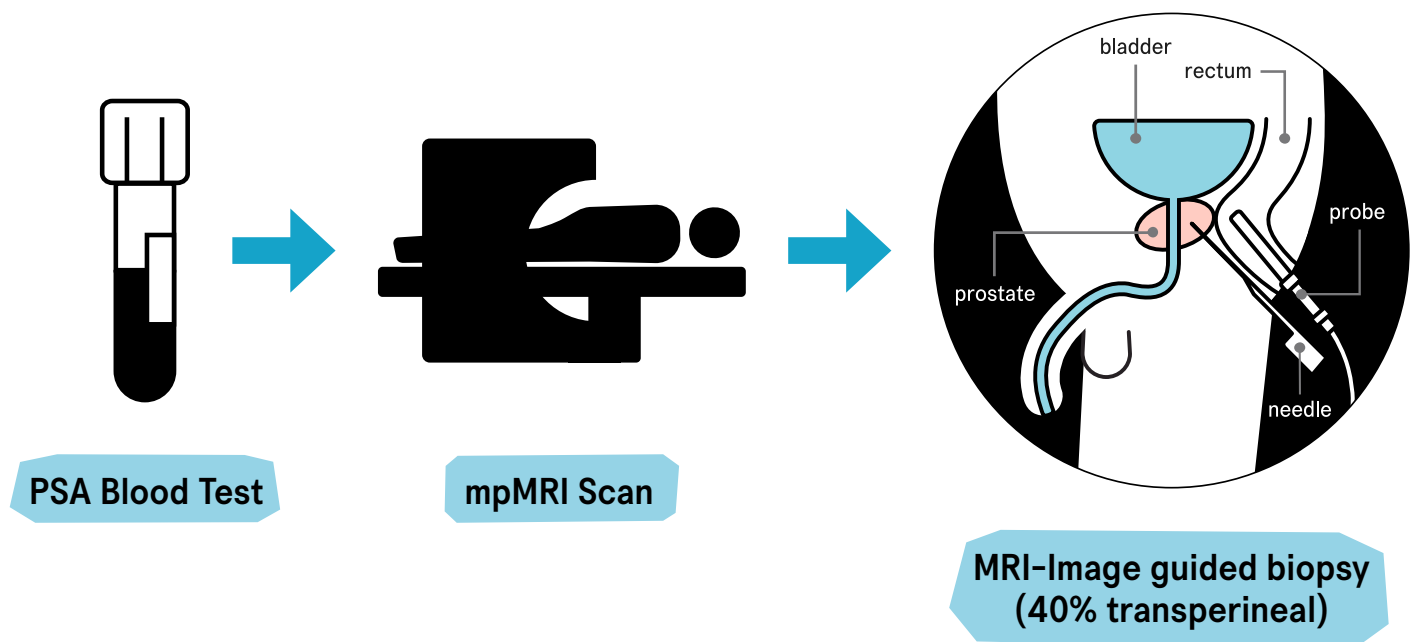 bladder
rectum
probe
prostate
needle
PSA Blood Test
mpMRI Scan
MRI-Image guided biopsy
(40% transperineal)